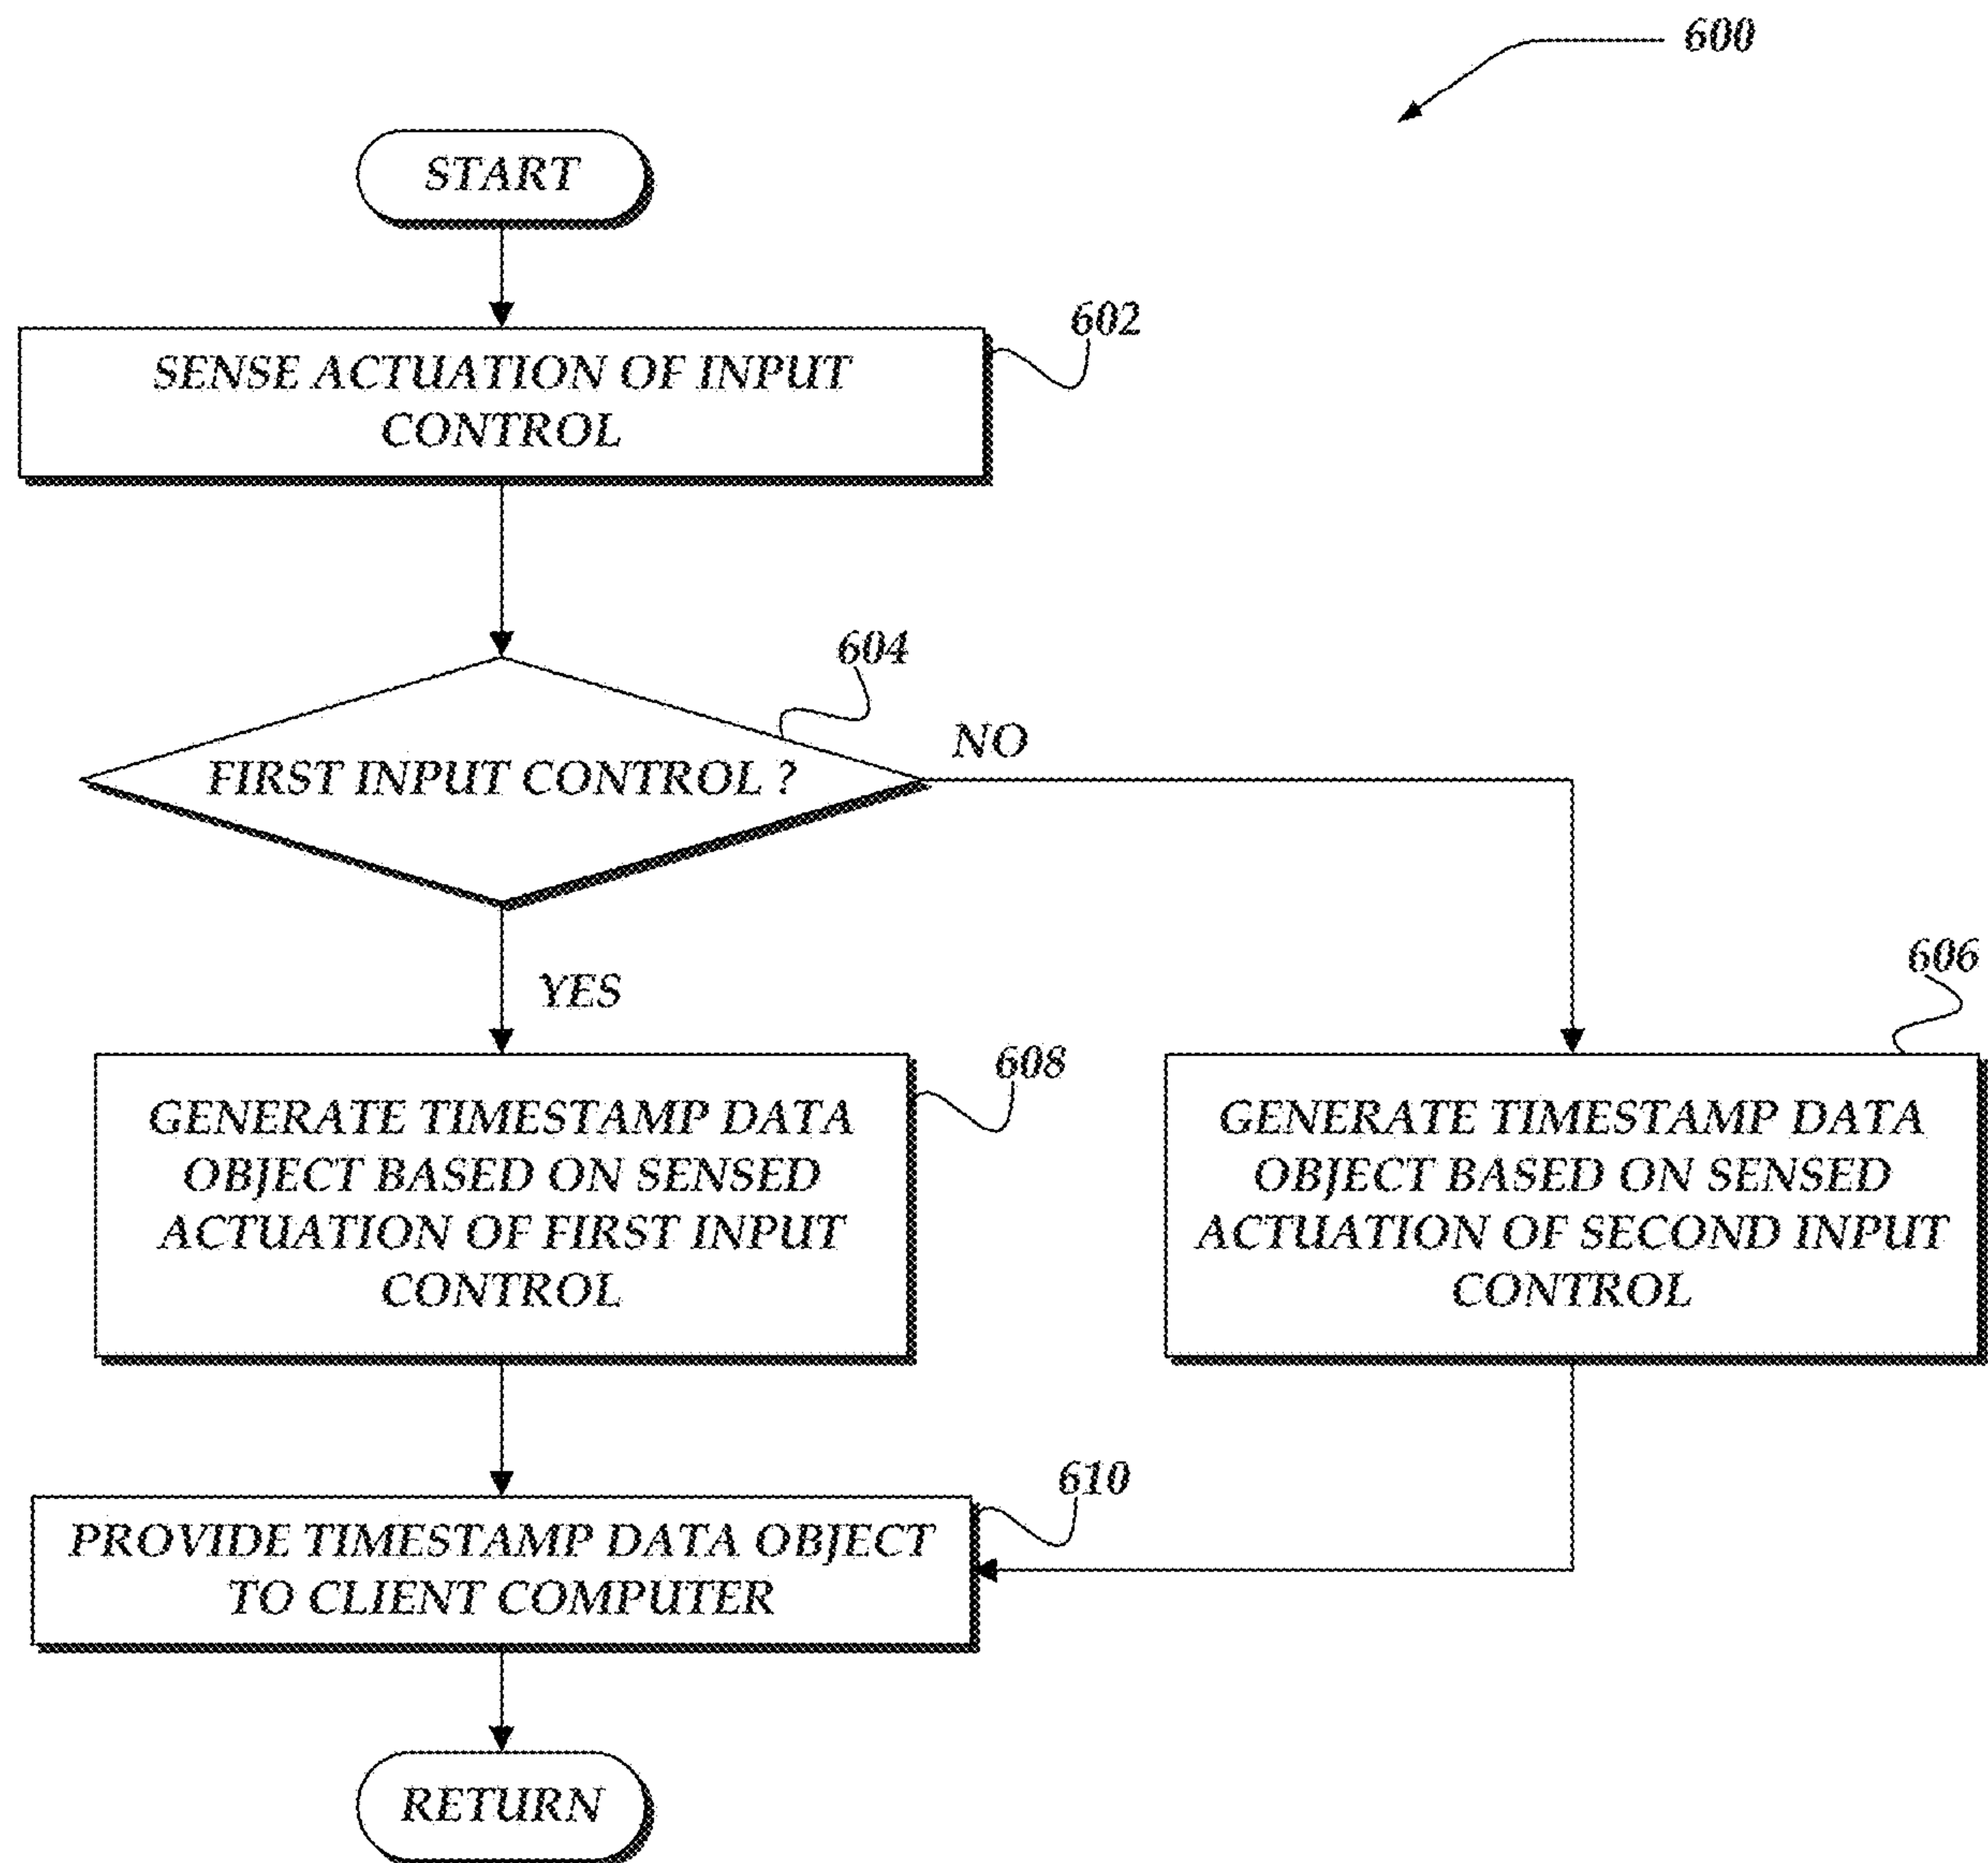 600
START
602
SENSE ACTUATION OF INPUT
CONTROL
604
NO
FIRST INPUT CONTROL ?
YES
606
608
GENERATE TIMESTAMP DATA
OBJECT BASED ON SENSED
ACTUATION OF FIRST INPUT
CONTROL
GENERATE TIMESTAMP DATA
OBJECT BASED ON SENSED
ACTUATION OF SECOND INPUT
CONTROL
610
PROVIDE TIMESTAMP DATA OBJECT
TO CLIENT COMPUTER
RETURN